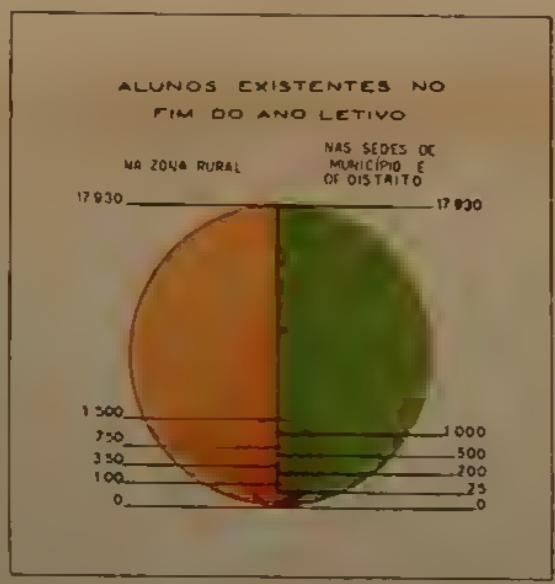 ALUNOS EXISTENTES NO
FIM DO ANO LETIVO
NA ZONA RURAL
NAS SEDES DE
MUNICÍPIO E
DE DISTRITO
17 930
17 930
1 500
1 000
750
500
350
200
100
25
0
0